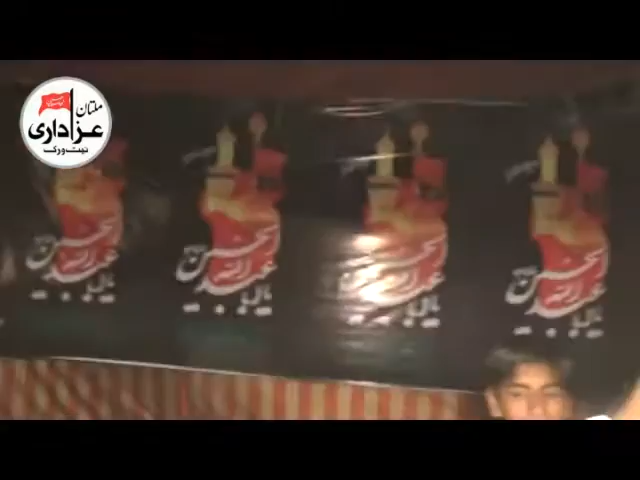 ملتان
عزاداری
نیٹ ورک
یا ابا عبد الله الحسین
یا ابا عبد الله الحسین
یا ابا عبد الله الحسین
یا ابا عبد الله الحسین